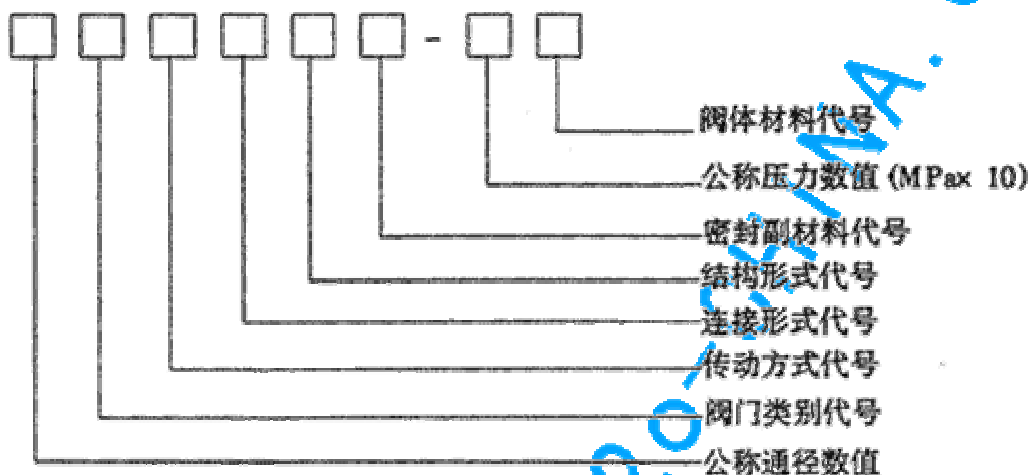 -
阀体材料代号
公称压力数值 (MPa× 10)
密封副材料代号
结构形式代号
连接形式代号
传动方式代号
阀门类别代号
公称通径数值